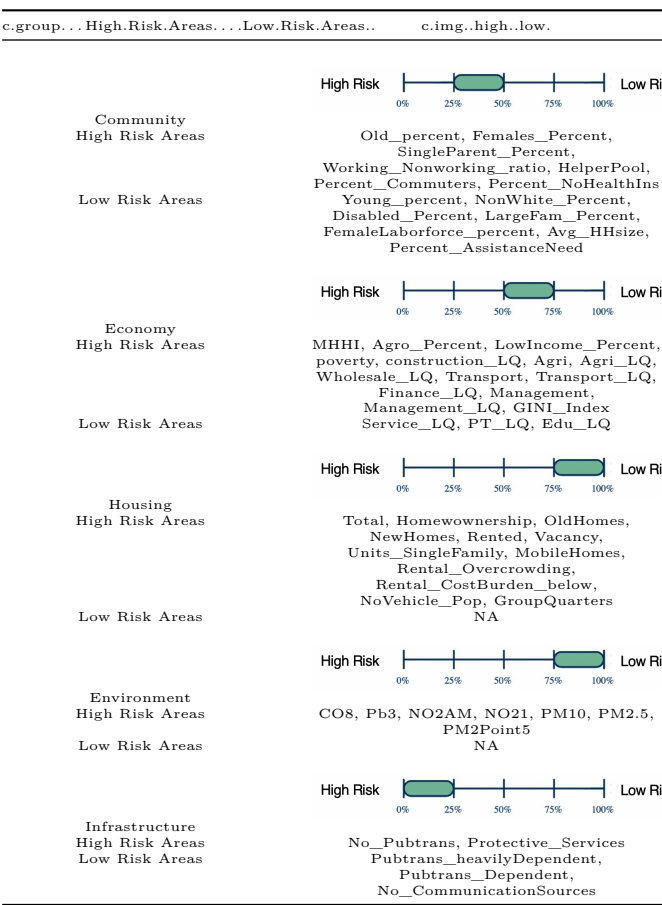 c.group...High.Risk.Areas....Low.Risk.Areas.. c.img..high..low.
High Risk Low Ri
0% 25% 50% 75% 100%
Community
High Risk Areas Old_percent, Females_Percent,
SingleParent_Percent,
Working_Nonworking_ratio, HelperPool,
Percent_Commuters, Percent_NoHealthIns
Low Risk Areas Young_percent, NonWhite_Percent,
Disabled_Percent, LargeFam_Percent,
FemaleLaborforce_percent, Avg_HHsize,
Percent_AssistanceNeed
High Risk Low Ri
0% 25% 50% 75% 100%
Economy
High Risk Areas MHHI, Agro_Percent, LowIncome_Percent,
poverty, construction_LQ, Agri, Agri_LQ,
Wholesale_LQ, Transport, Transport_LQ,
Finance_LQ, Management,
Management_LQ, GINI_Index
Low Risk Areas Service_LQ, PT_LQ, Edu_LQ
High Risk Low Ri
0% 25% 50% 75% 100%
Housing
High Risk Areas Total, Homewownership, OldHomes,
NewHomes, Rented, Vacancy,
Units_SingleFamily, MobileHomes,
Rental_Overcrowding,
Rental_CostBurden_below,
NoVehicle_Pop, GroupQuarters
Low Risk Areas NA
High Risk Low Ri
0% 25% 50% 75% 100%
Environment
High Risk Areas CO8, Pb3, NO2AM, NO21, PM10, PM2.5,
PM2Point5
Low Risk Areas NA
High Risk Low Ri
0% 25% 50% 75% 100%
Infrastructure
High Risk Areas No_Pubtrans, Protective_Services
Low Risk Areas Pubtrans_heavilyDependent,
Pubtrans_Dependent,
No_CommunicationSources